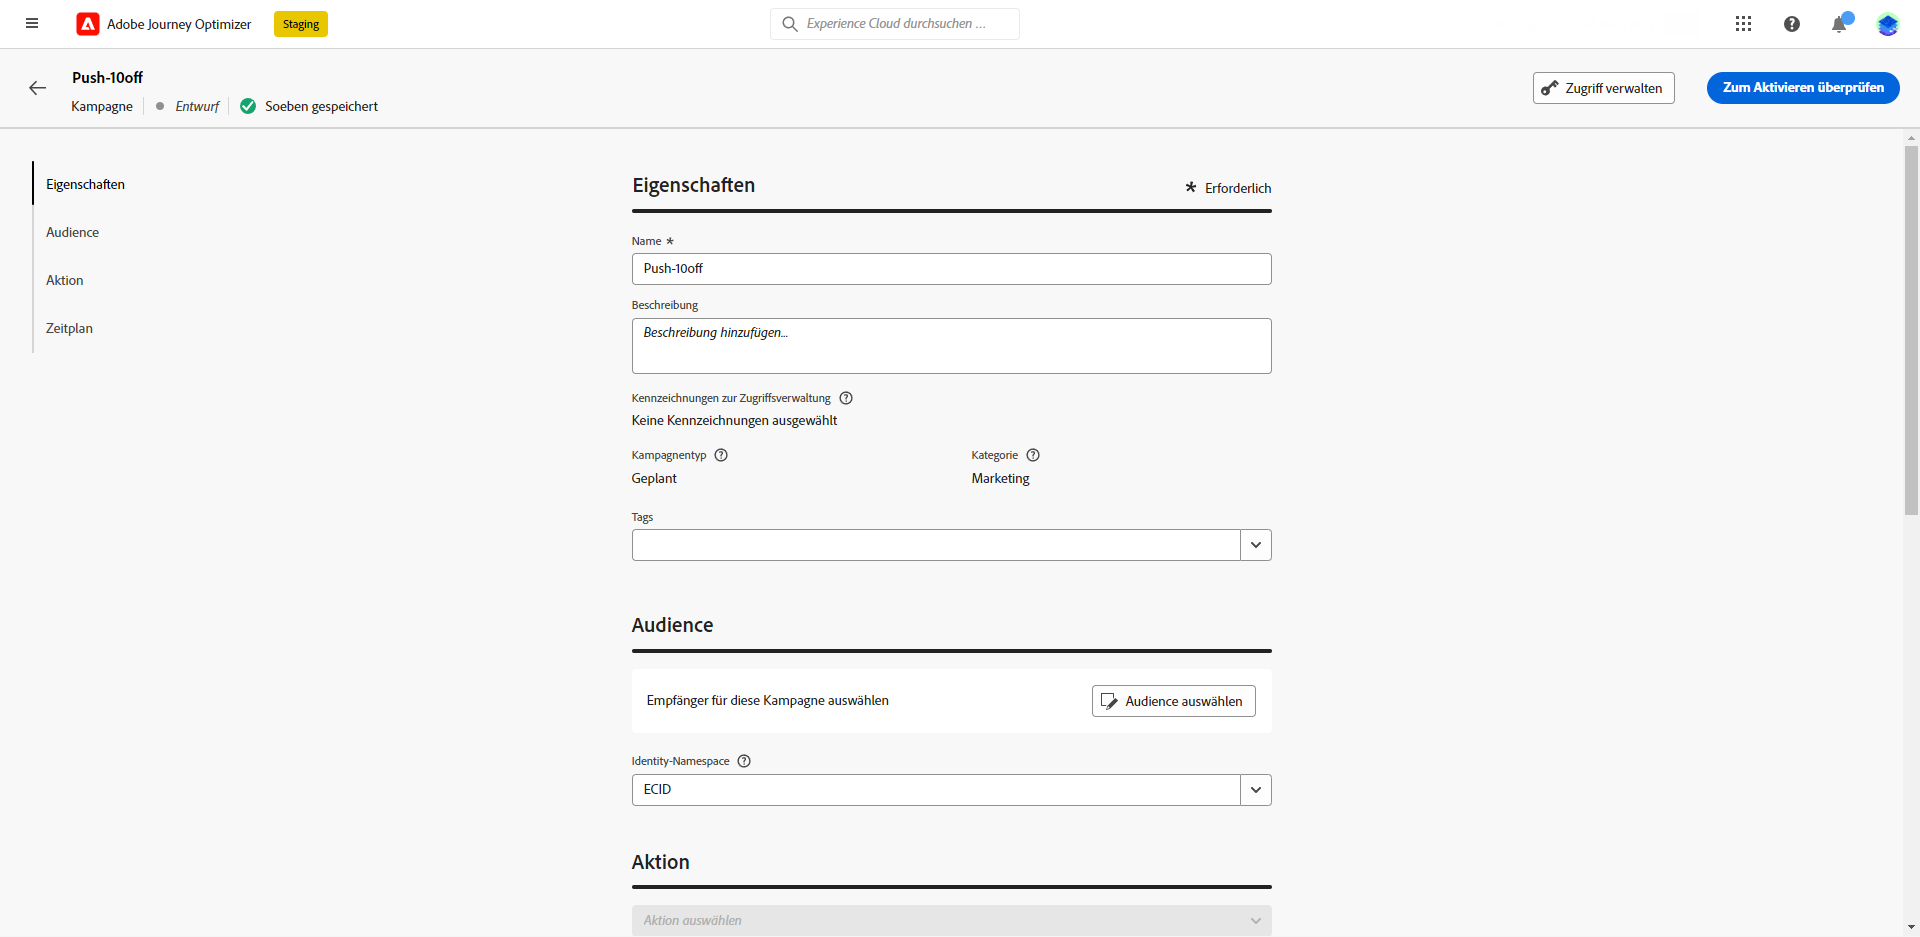 Adobe Journey Optimizer
Staging
Experience Cloud durchsuchen ...
Push-10off
Kampagne
Entwurf
Soeben gespeichert
Zugriff verwalten
Zum Aktivieren überprüfen
Eigenschaften
Audience
Aktion
Zeitplan
Eigenschaften
* Erforderlich
Name *
Push-10off
Beschreibung
Beschreibung hinzufügen...
Kennzeichnungen zur Zugriffsverwaltung
Keine Kennzeichnungen ausgewählt
Kampagnentyp
Kategorie
Geplant
Marketing
Tags
Audience
Empfänger für diese Kampagne auswählen
Audience auswählen
Identity-Namespace
ECID
Aktion
Aktion auswählen